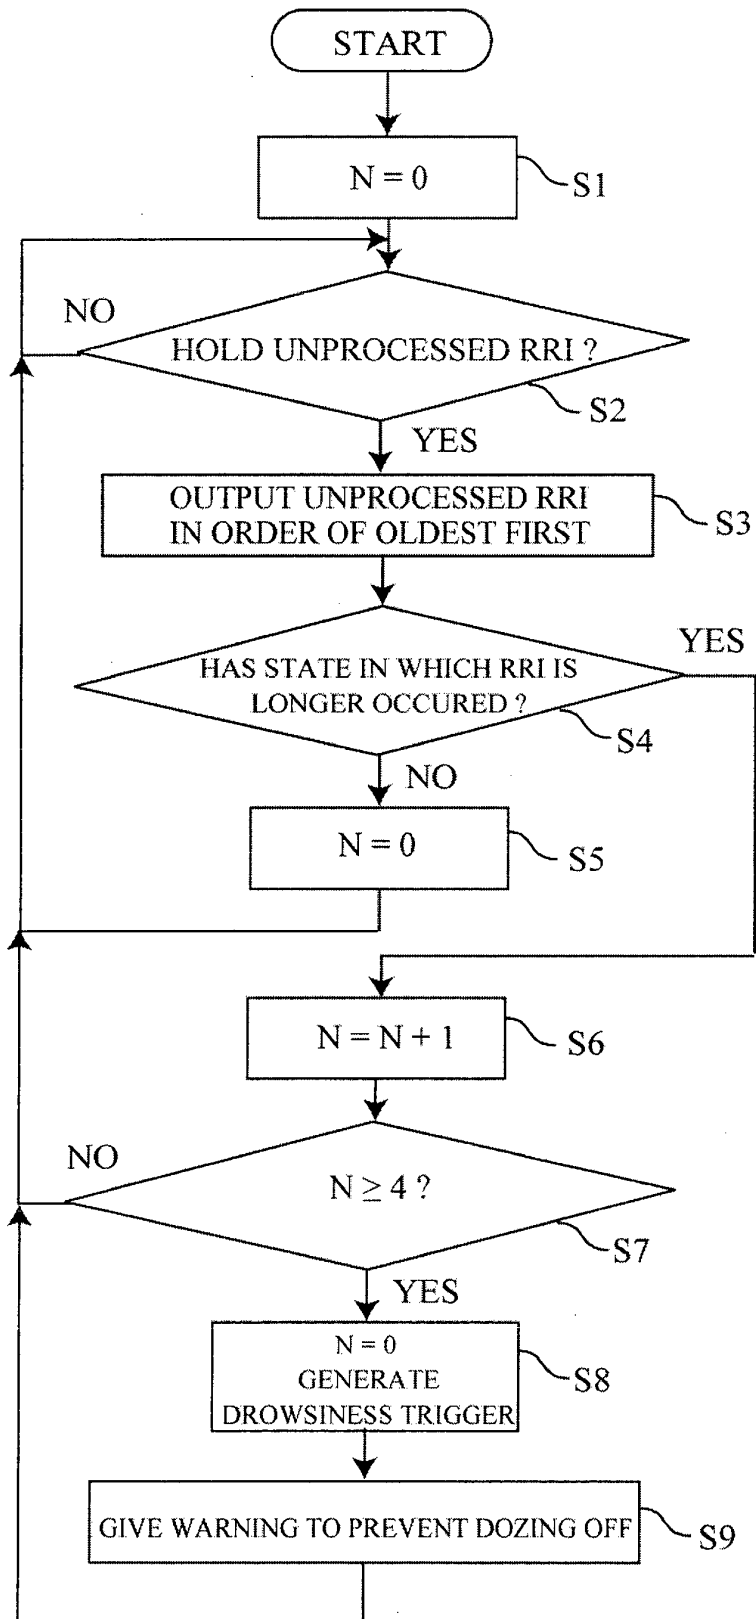 START
N = 0
S1
NO
HOLD UNPROCESSED RRI ?
S2
YES
OUTPUT UNPROCESSED RRI
IN ORDER OF OLDEST FIRST
S3
YES
HAS STATE IN WHICH RRI IS
LONGER OCCURED ?
S4
NO
N = 0
S5
N = N + 1
S6
NO
N ≥ 4 ?
S7
YES
N = 0
GENERATE
DROWSINESS TRIGGER
S8
GIVE WARNING TO PREVENT DOZING OFF
S9